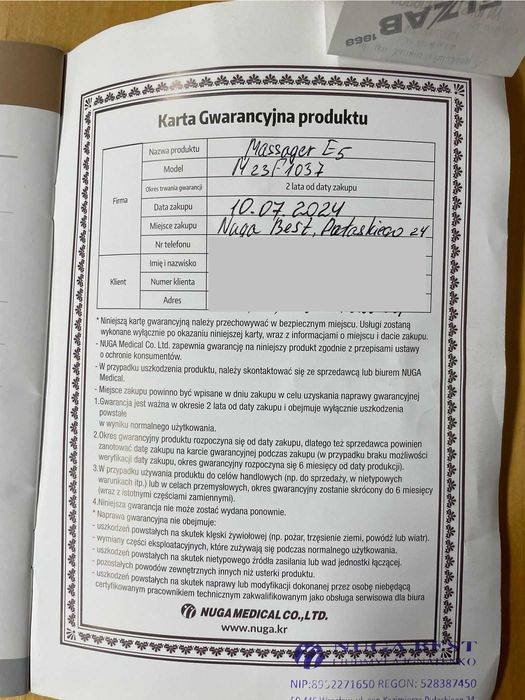 ELZAB
1969
Karta Gwarancyjna produktu
Firma
Nazwa produktu Massager E5
Model M23F1037
Okres trwania gwarancji 2 lata od daty zakupu
Data zakupu 10.07.2024
Miejsce zakupu Nuga Best, Pułaskiego 24
Nr telefonu
Klient
Imię i nazwisko
Numer klienta
Adres
* Niniejszą kartę gwarancyjną należy przechowywać w bezpiecznym miejscu. Usługi zostaną
wykonane wyłącznie po okazaniu niniejszej karty, wraz z informacjami o miejscu i dacie zakupu.
- NUGA Medical Co. Ltd. zapewnia gwarancję na niniejszy produkt zgodnie z przepisami ustawy
o ochronie konsumentów.
- W przypadku uszkodzenia produktu, należy skontaktować się ze sprzedawcą lub biurem NUGA
Medical.
- Miejsce zakupu powinno być wpisane w dniu zakupu w celu uzyskania naprawy gwarancyjnej
1.Gwarancja jest ważna w okresie 2 lat od daty zakupu i obejmuje wyłącznie uszkodzenia
powstałe
w wyniku normalnego użytkowania.
2.Okres gwarancyjny produktu rozpoczyna się od daty zakupu, dlatego też sprzedawca powinien
zanotować datę zakupu na karcie gwarancyjnej podczas zakupu (w przypadku braku możliwości
weryfikacji daty zakupu, okres gwarancyjny rozpoczyna się 6 miesięcy od daty produkcji).
3.W przypadku używania produktu do celów handlowych (np. do sprzedaży, w nietypowych
warunkach itp.) lub w celach przemysłowych, okres gwarancyjny zostanie skrócony do 6 miesięcy
(wraz z istotnymi częściami zamiennymi).
4.Niniejsza gwarancja nie może zostać wydana ponownie.
* Naprawa gwarancyjna nie obejmuje:
- uszkodzeń powstałych na skutek klęski żywiołowej (np. pożar, trzęsienie ziemi, powódź lub wiatr).
- wymiany części eksploatacyjnych, które zużywają się podczas normalnego użytkowania.
- uszkodzeń powstałych na skutek nietypowego źródła zasilania lub wad jednostki łączącej.
- pozostałych powodów zewnętrznych innych niż usterki produktu.
- uszkodzeń powstałych na skutek naprawy lub modyfikacji dokonanej przez osobę niebędącą
certyfikowanym pracownikiem technicznym zakwalifikowanym jako obsługa serwisowa dla biura
NUGA MEDICAL CO., LTD.
www.nuga.kr
NUGA BEST
NIP:8952271650 REGON: 528387450